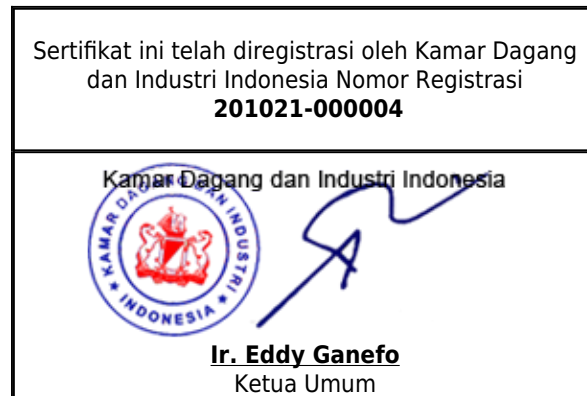 Sertifikat ini telah diregistrasi oleh Kamar Dagang
dan Industri Indonesia Nomor Registrasi
201021-000004
Kamar Dagang dan Industri Indonesia
KAMAR DAGANG DAN INDUSTRI
INDONESIA
Ir. Eddy Ganefo
Ketua Umum